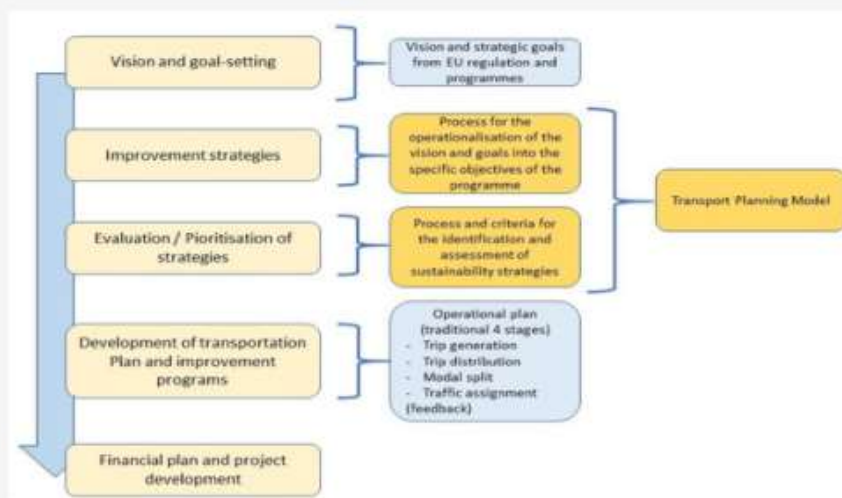 Vision and goal-setting
Vision and strategic goals
from EU regulation and
programmes
Improvement strategies
Process for the
operationalisation of the
vision and goals into the
specific objectives of the
programme
Transport Planning Model
Evaluation / Pioritisation of
strategies
Process and criteria for
the identification and
assessment of
sustainability strategies
Development of transportation
Plan and improvement
programs
Operational plan
(traditional 4 stages)
- Trip generation
- Trip distribution
- Modal split
- Traffic assignment
(feedback)
Financial plan and project
development